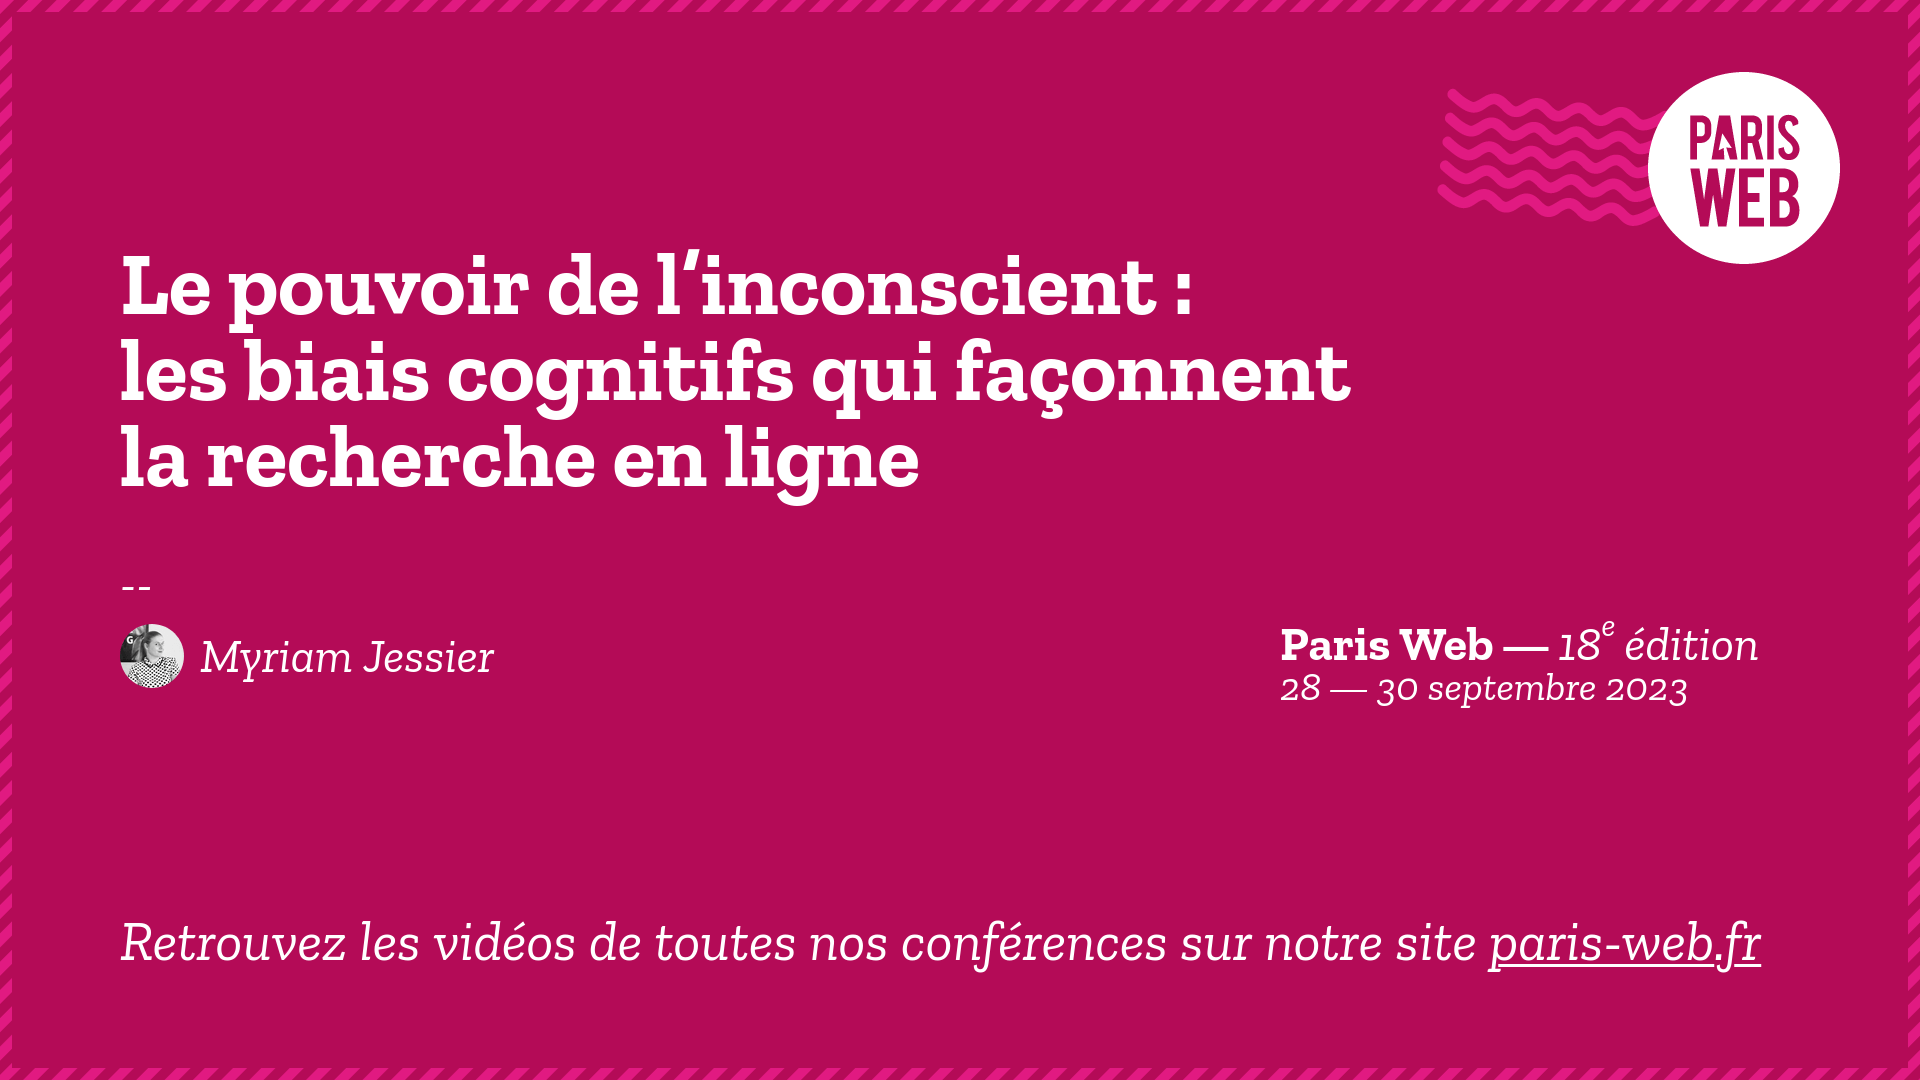 PARIS
WEB
Le pouvoir de l’inconscient :
les biais cognitifs qui façonnent
la recherche en ligne
--
G
Myriam Jessier
Paris Web — 18e édition
28 — 30 septembre 2023
Retrouvez les vidéos de toutes nos conférences sur notre site paris-web.fr